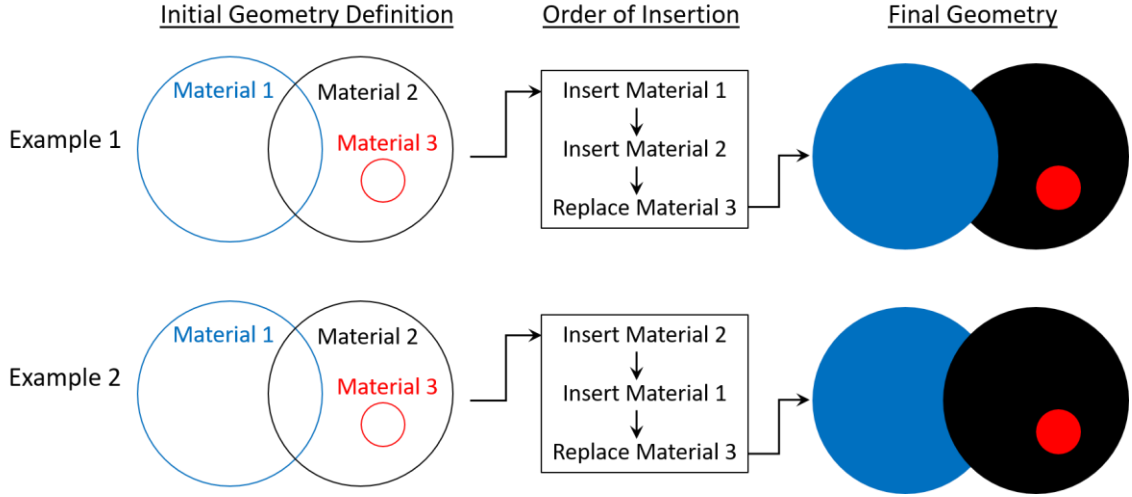 Initial Geometry Definition
Order of Insertion
Final Geometry
Example 1
Material 1
Material 2
Material 3
Insert Material 1
Insert Material 2
Replace Material 3
Example 2
Material 1
Material 2
Material 3
Insert Material 2
Insert Material 1
Replace Material 3